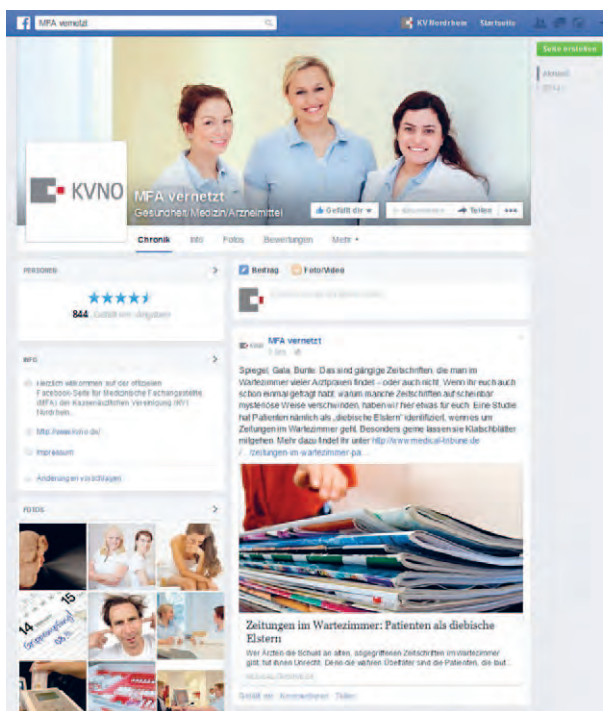 MFA vernetzt
KV Nordrhein Startseite
Seite erstellen
KVNO
MFA vernetzt
Gesundheit/Medizin/Arzneimittel
Gefällt dir
Teilen
Chronik Info Fotos Bewertungen Mehr
PERSONEN
844
INFO
Herzlich willkommen auf der offiziellen
Facebook-Seite für Medizinische Fachangestellte
(MFA) der Kassenärztlichen Vereinigung (KV)
Nordrhein.
http://www.kvno.de/
Impressum
Änderungen vorschlagen
FOTOS
14 15
Beitrag Foto/Video
KVNO MFA vernetzt
Spiegel, Gala, Bunte: Das sind gängige Zeitschriften, die man im
Wartezimmer vieler Arztpraxen findet – oder auch nicht. Wenn ihr euch auch
schon einmal gefragt habt, warum manche Zeitschriften auf scheinbar
mysteriöse Weise verschwinden, haben wir hier etwas für euch. Eine Studie
hat Patienten nämlich als „diebische Elstern“ identifiziert, wenn es um
Zeitungen im Wartezimmer geht. Besonders gerne lassen sie Klatschblätter
mitgehen. Mehr dazu findet ihr unter http://www.medical-tribune.de
/…/zeitungen-im-wartezimmer-pa…
Zeitungen im Wartezimmer: Patienten als diebische
Elstern
Wer Ärzten die Schuld an alten, abgegriffenen Zeitschriften im Wartezimmer
gibt, tut ihnen Unrecht. Denn die wahren Übeltäter sind die Patienten, die laut…
Gefällt mir Kommentieren Teilen